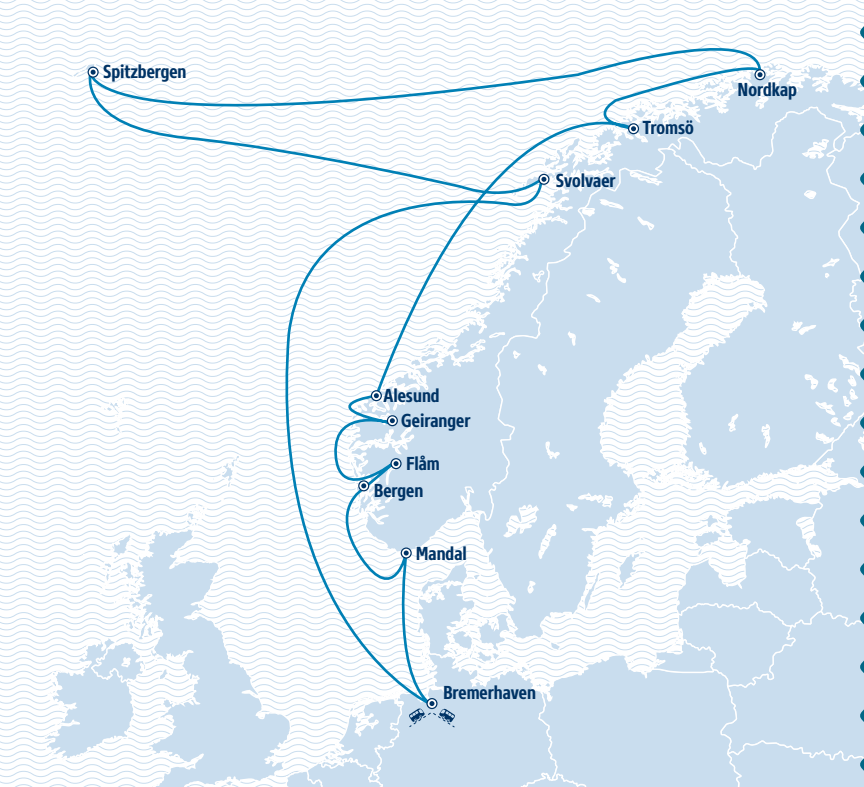 Spitzbergen
Nordkap
Tromsö
Svolvaer
Alesund
Geiranger
Flåm
Bergen
Mandal
Bremerhaven